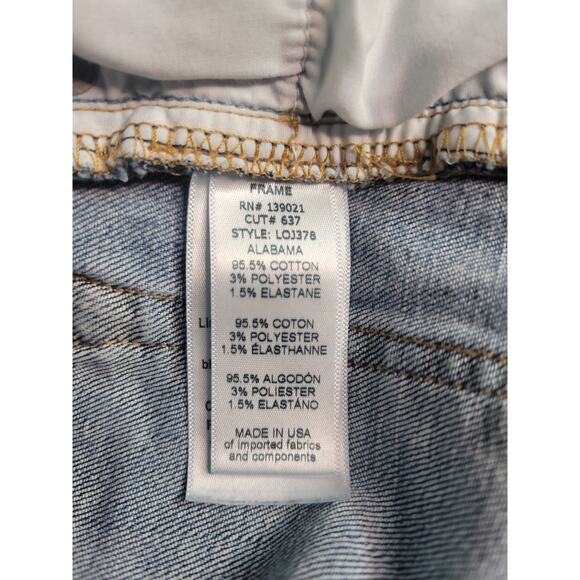 FRAME
RN# 139021
CUT# 637
STYLE: LOJ378
ALABAMA
95.5% COTTON
3% POLYESTER
1.5% ELASTANE
95.5% COTON
3% POLYESTER
1.5% ÉLASTHANNE
95.5% ALGODÓN
3% POLIESTER
1.5% ELASTÁNO
MADE IN USA
of imported fabrics
and components